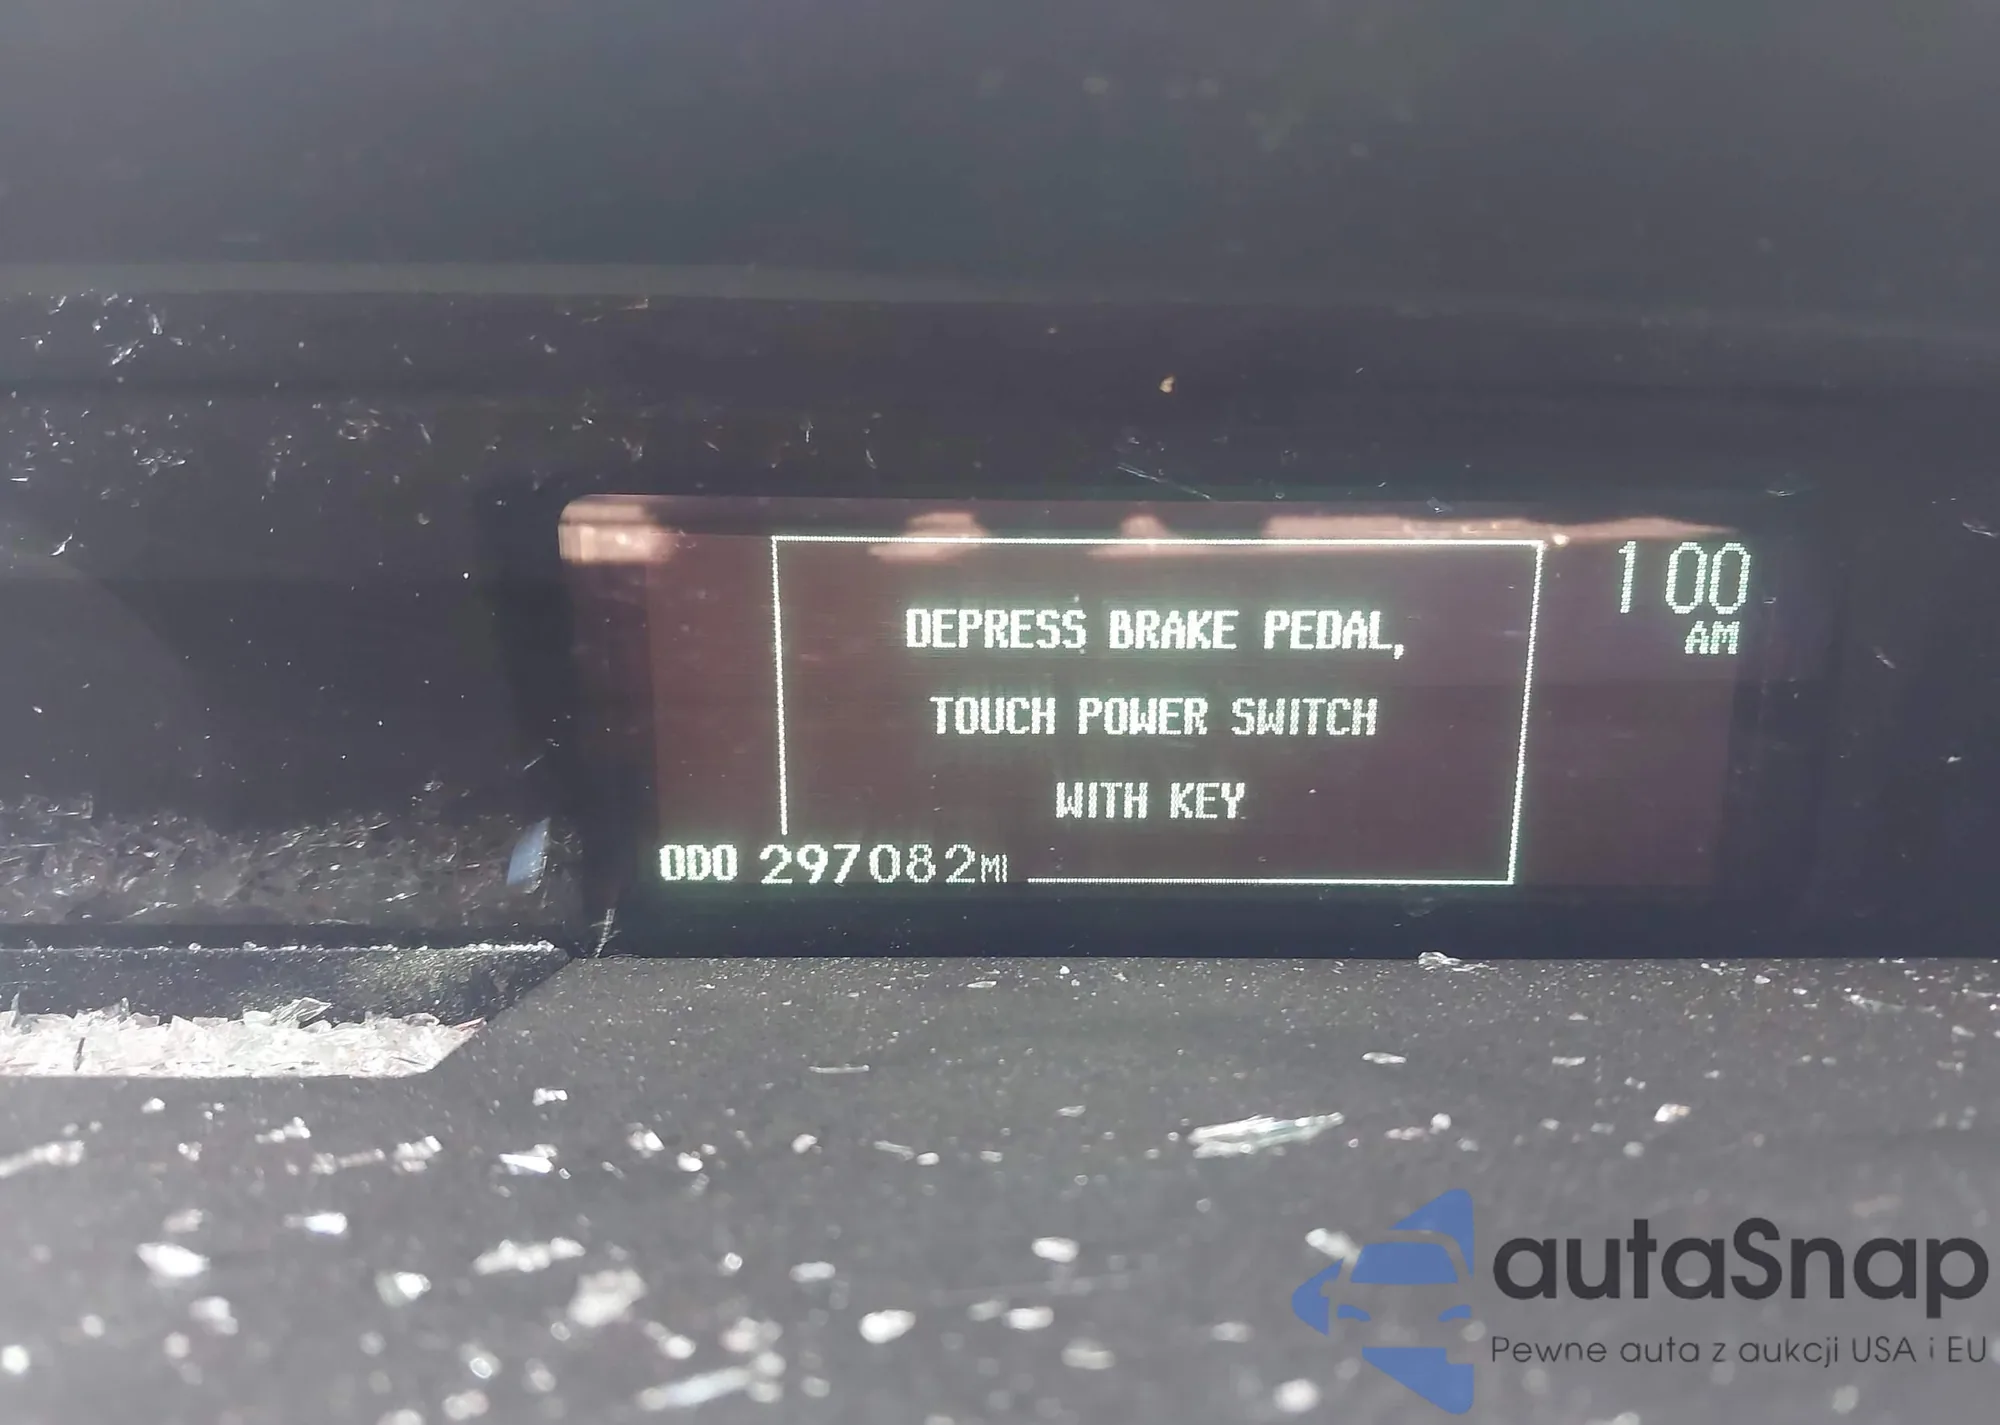 1:00
AM
DEPRESS BRAKE PEDAL,
TOUCH POWER SWITCH
WITH KEY
ODO 297082MI
autaSnap
Pewne auta z aukcji USA i EU